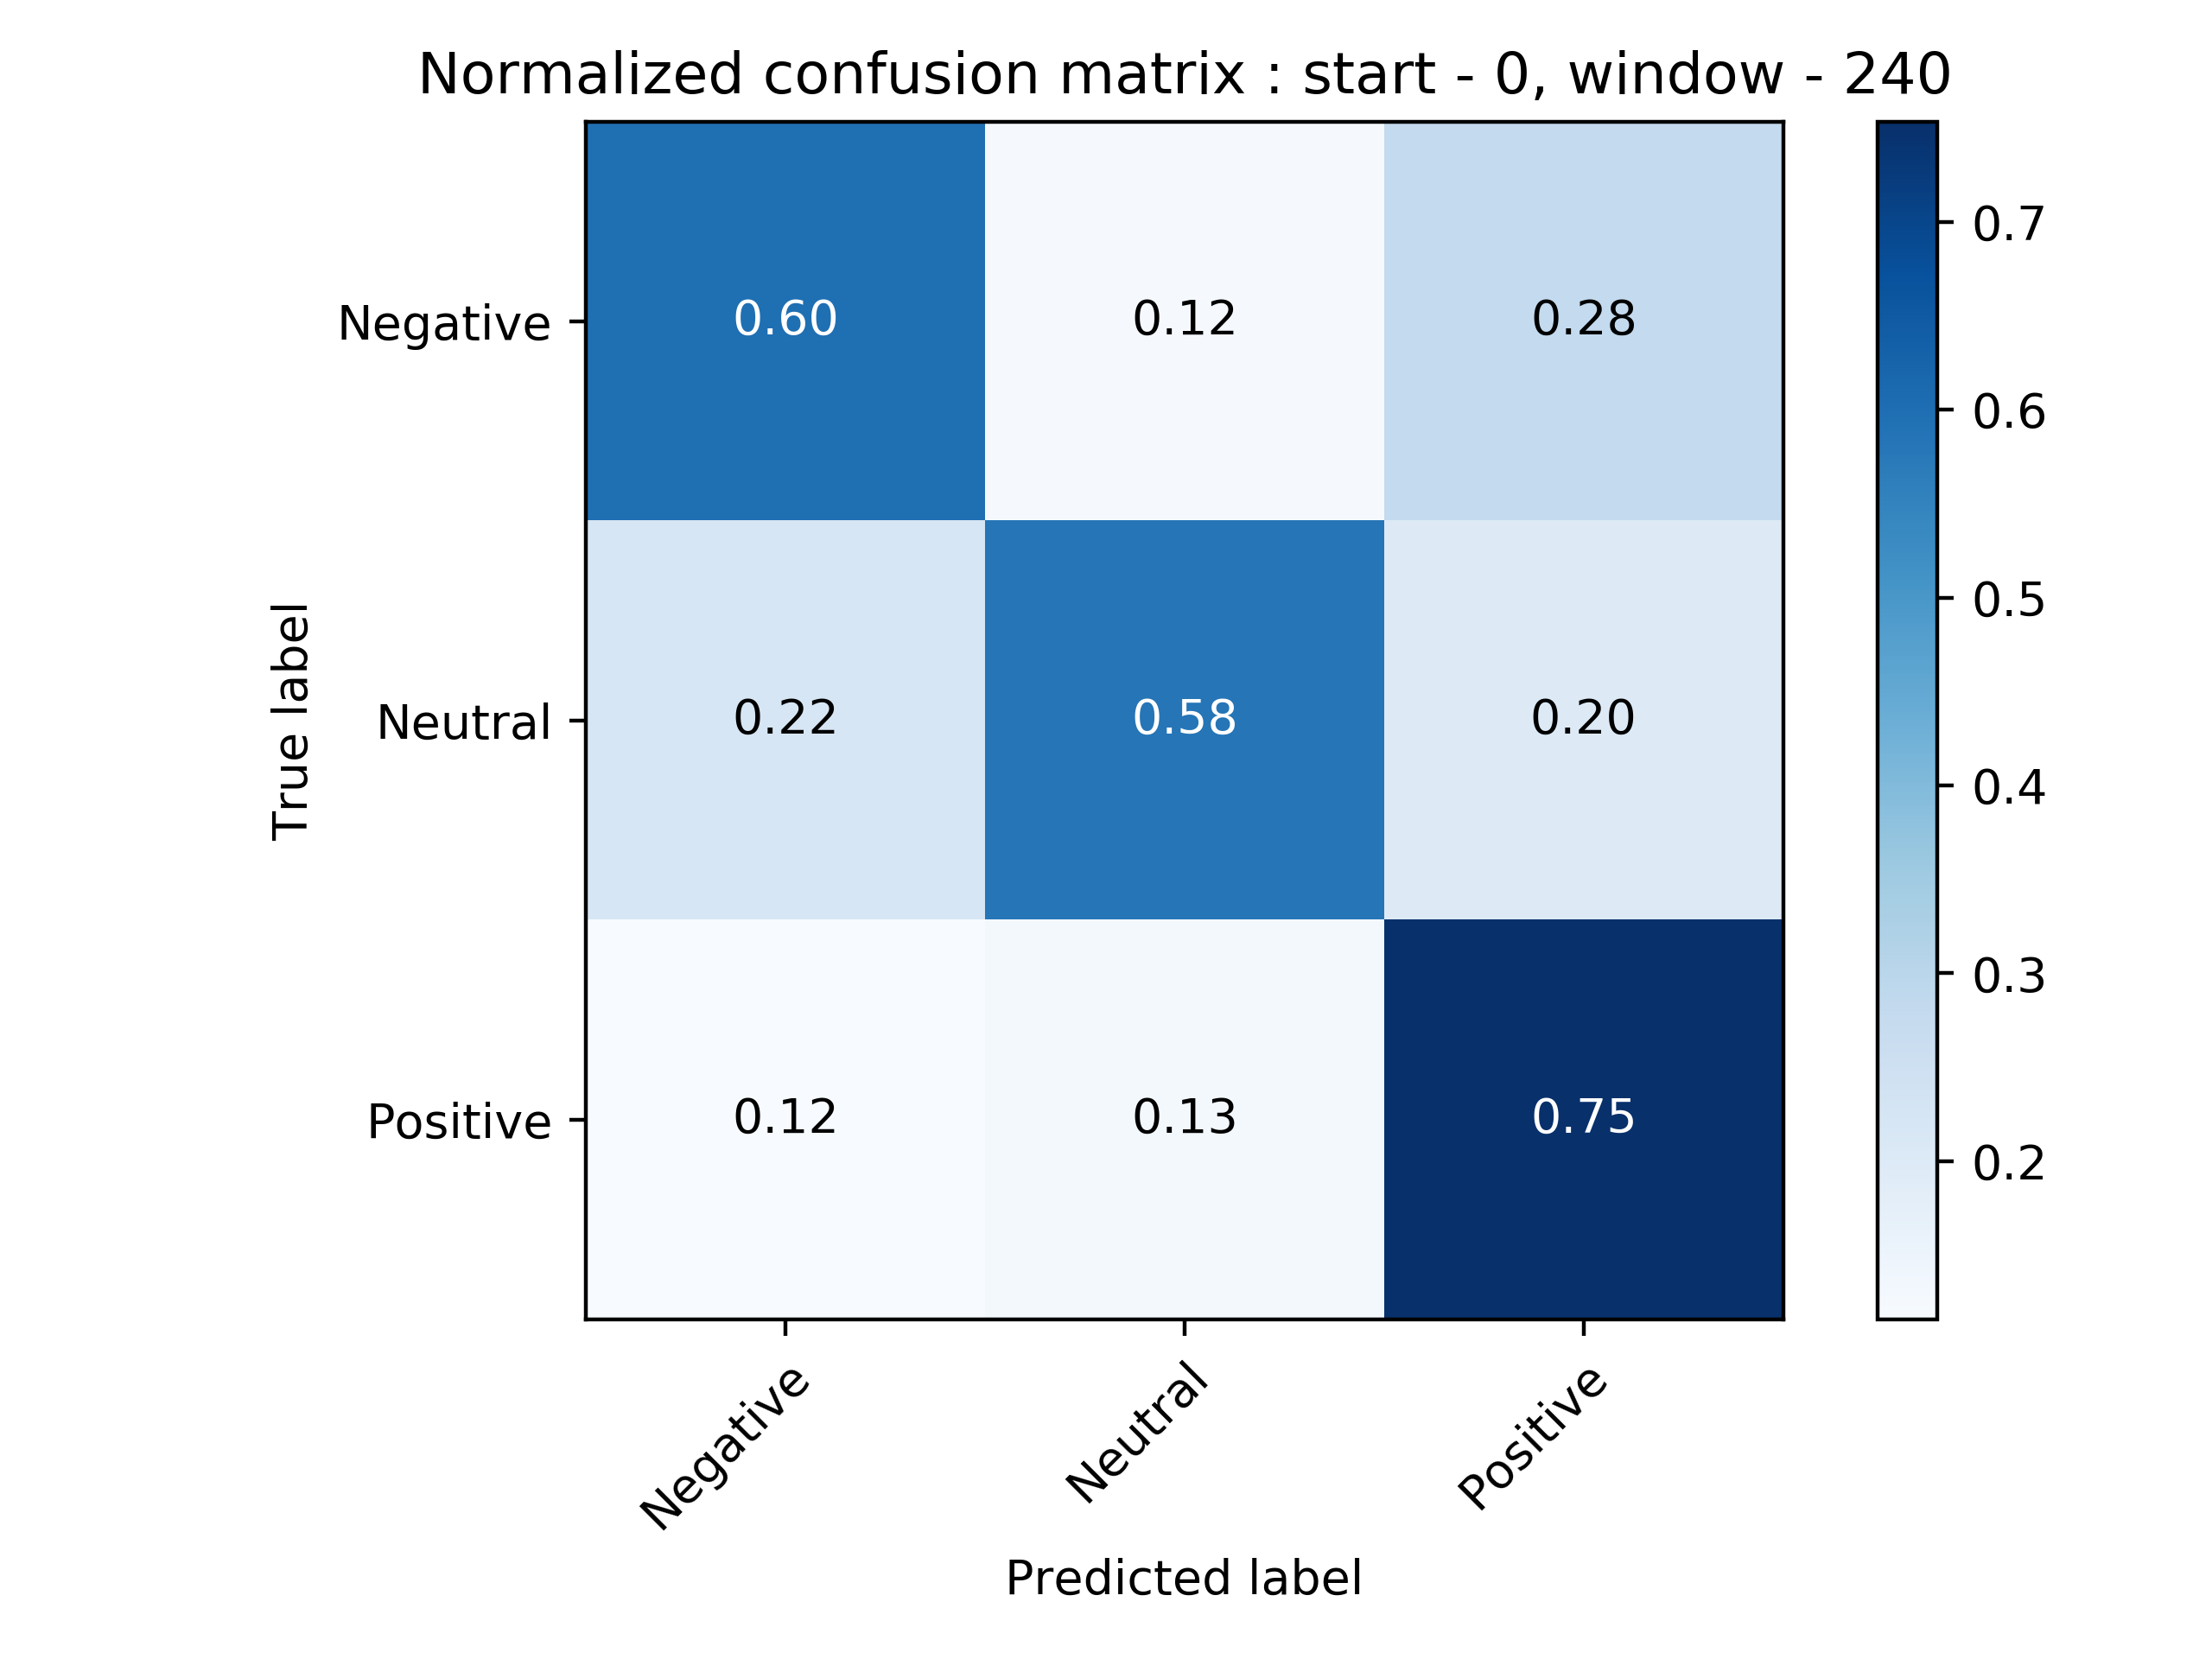 Normalized confusion matrix : start - 0, window - 240
True label
Negative
0.60 0.12 0.28
Neutral
0.22 0.58 0.20
Positive
0.12 0.13 0.75
Negative Neutral Positive
Predicted label
0.7
0.6
0.5
0.4
0.3
0.2